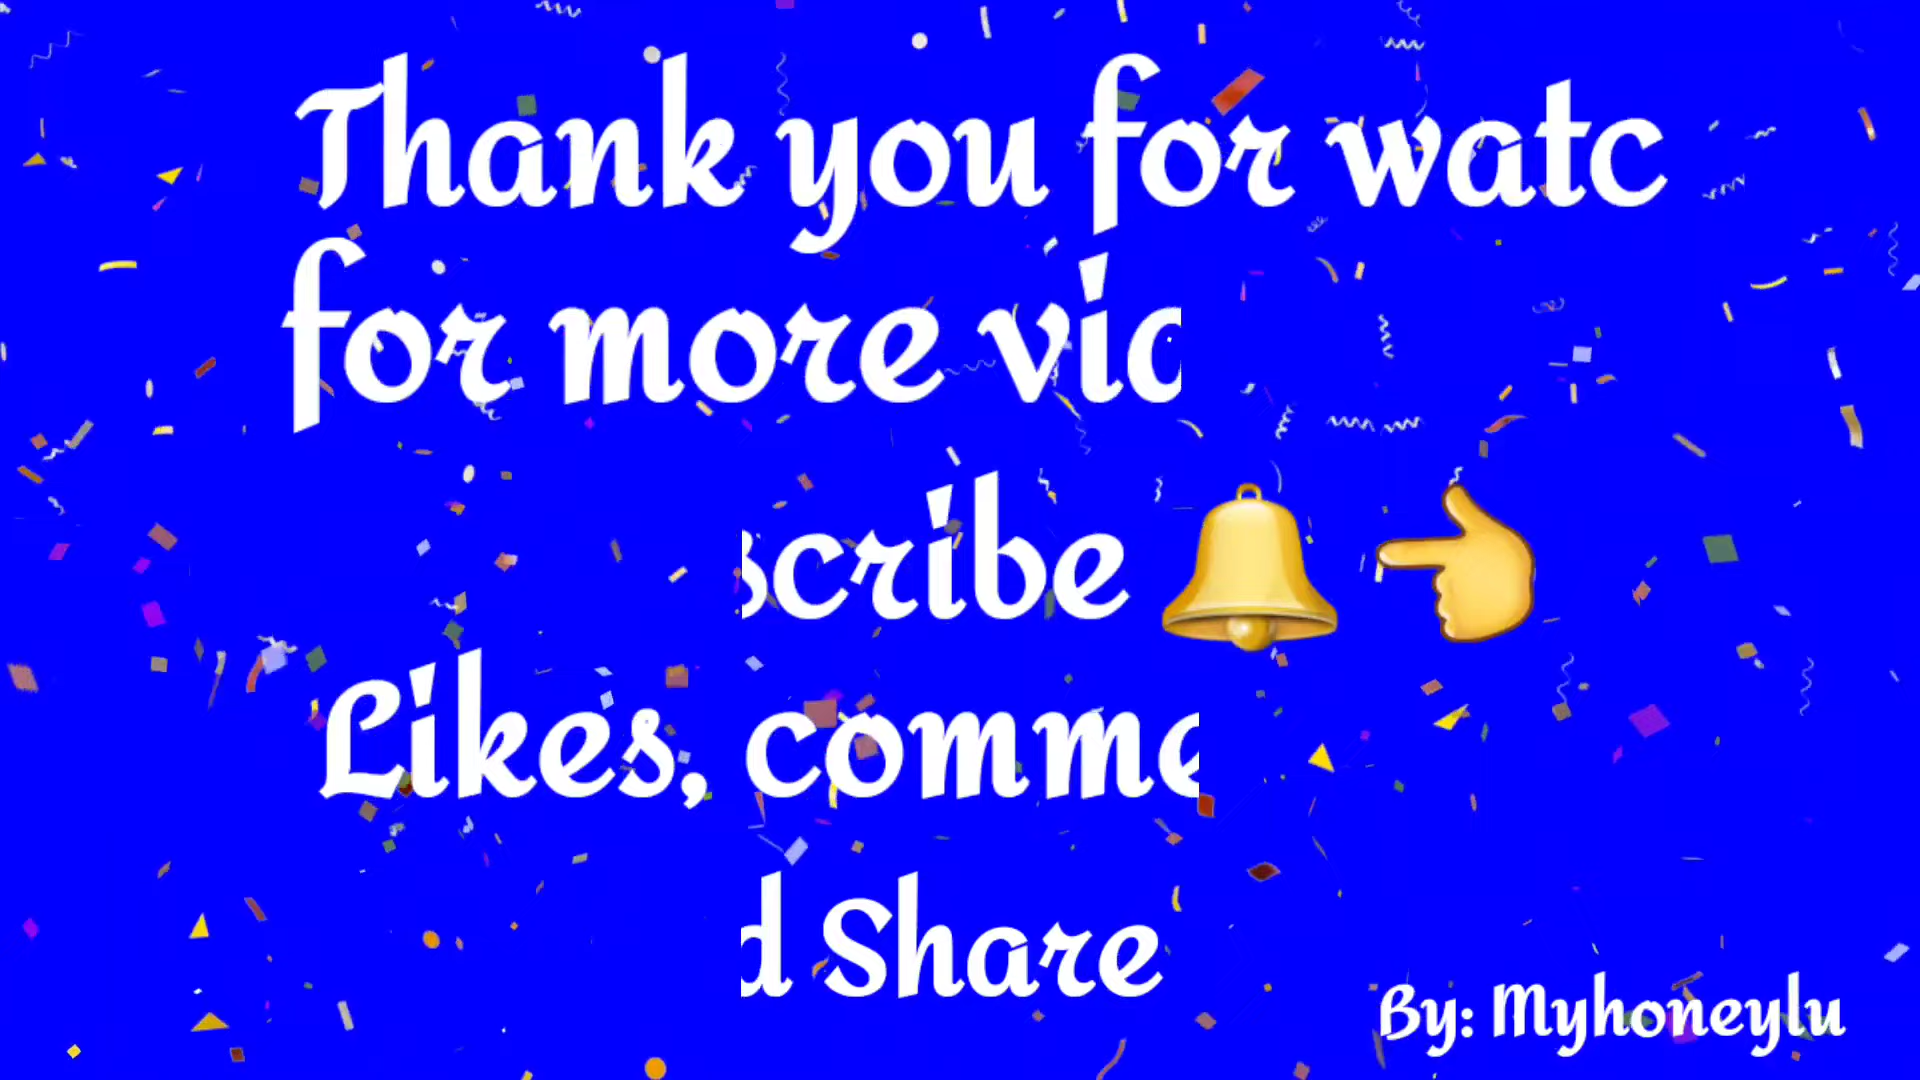 Thank you for watc
for more vic
scribe
Likes, comme
d Share
By: Myhoneylu